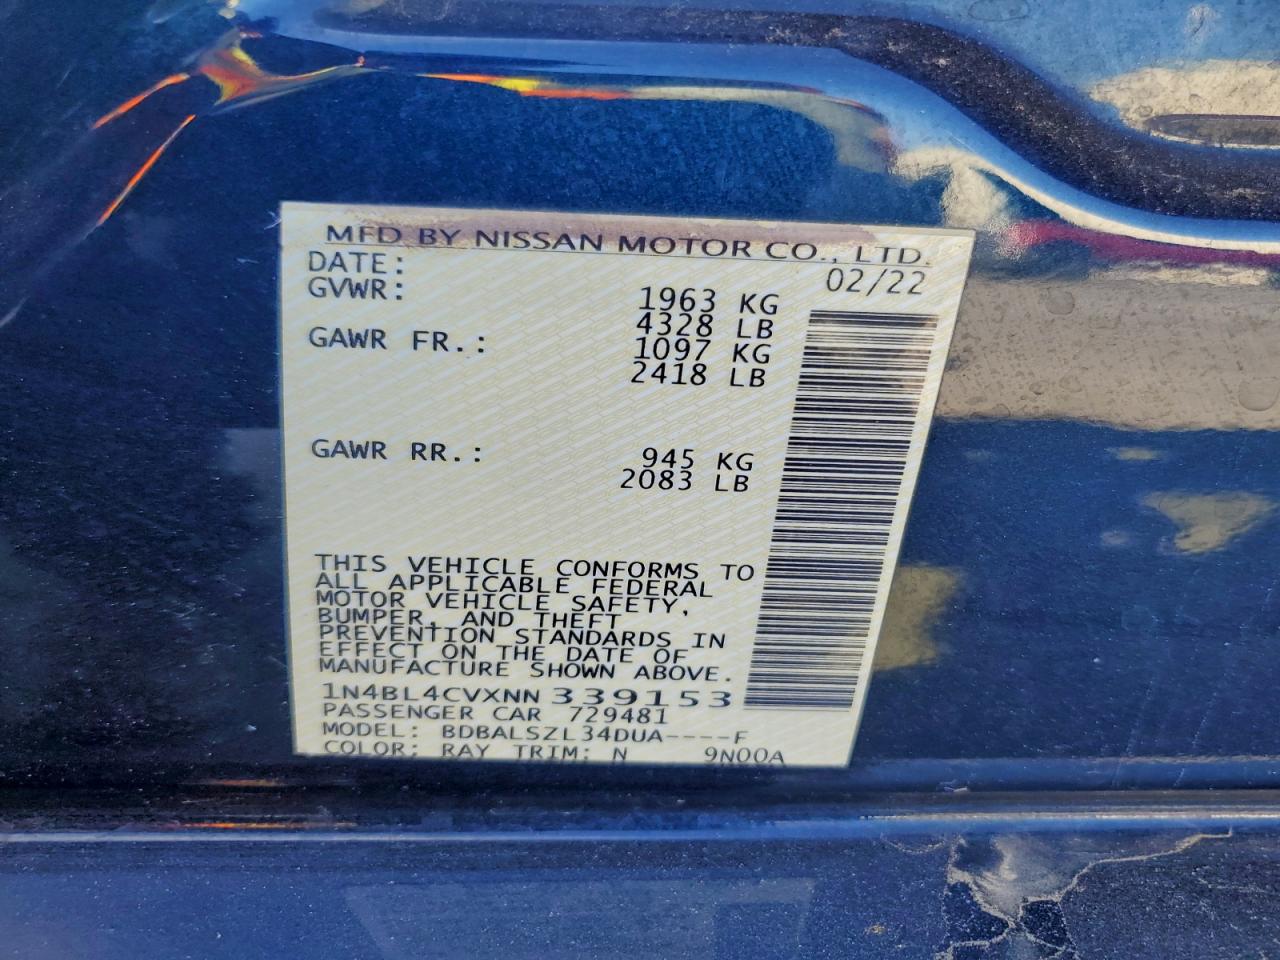 MFD BY NISSAN MOTOR CO., LTD.
DATE: 02/22
GVWR: 1963 KG
4328 LB
GAWR FR.: 1097 KG
2418 LB
GAWR RR.: 945 KG
2083 LB
THIS VEHICLE CONFORMS TO
ALL APPLICABLE FEDERAL
MOTOR VEHICLE SAFETY,
BUMPER, AND THEFT
PREVENTION STANDARDS IN
EFFECT ON THE DATE OF
MANUFACTURE SHOWN ABOVE.
1N4BL4CVXNN 339153
PASSENGER CAR 729481
MODEL: BDBALSZL34DUA----F
COLOR: RAY TRIM: N 9N00A